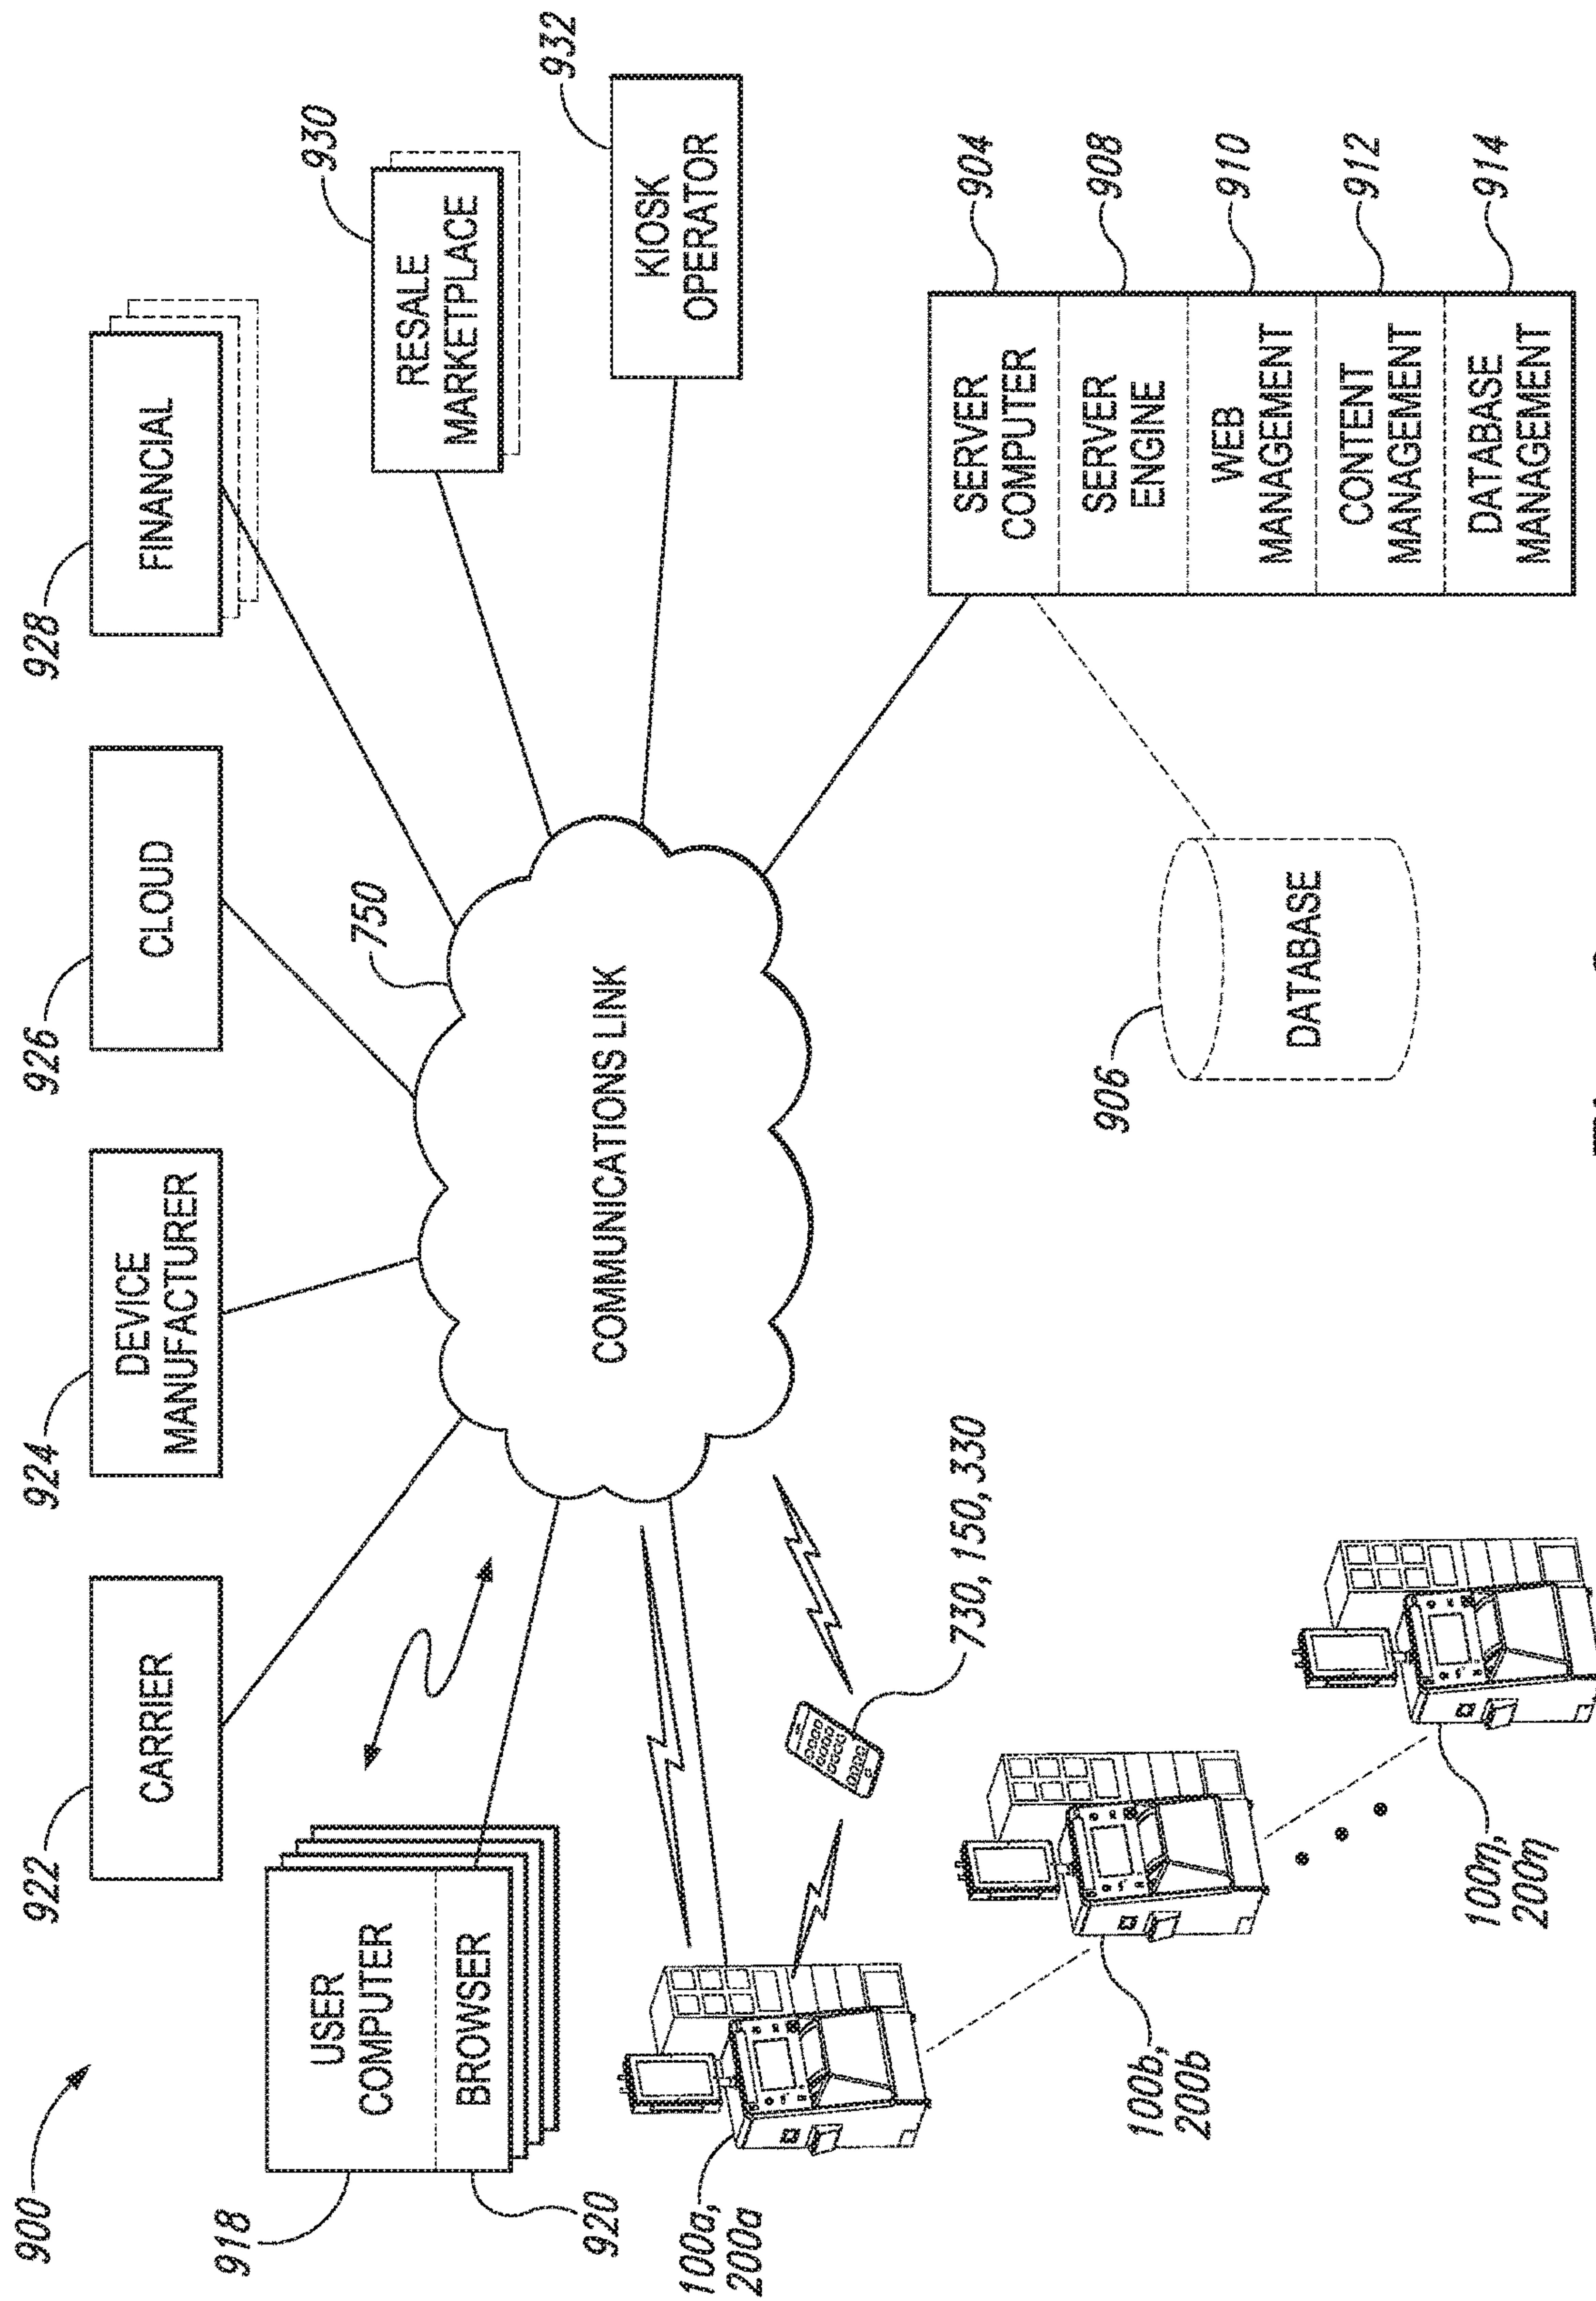 900
922
CARRIER
924
DEVICE
MANUFACTURER
926
CLOUD
928
FINANCIAL
918
USER
COMPUTER
BROWSER
920
750
COMMUNICATIONS LINK
930
RESALE
MARKETPLACE
932
KIOSK
OPERATOR
100a,
200a
730, 150, 330
100b,
200b
100η,
200η
906
DATABASE
SERVER
COMPUTER
904
SERVER
ENGINE
908
WEB
MANAGEMENT
910
CONTENT
MANAGEMENT
912
DATABASE
MANAGEMENT
914